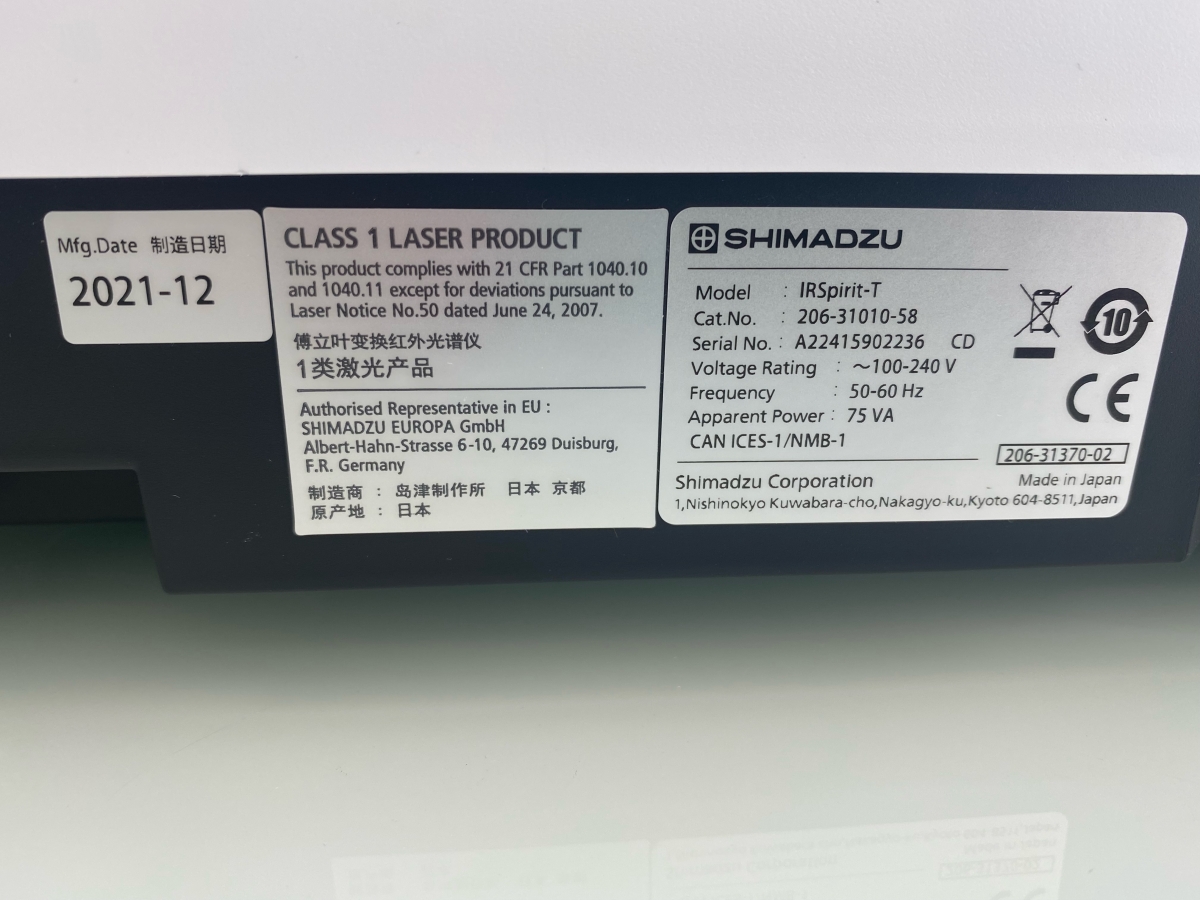 Mfg.Date 制造日期
2021-12
CLASS 1 LASER PRODUCT
This product complies with 21 CFR Part 1040.10
and 1040.11 except for deviations pursuant to
Laser Notice No.50 dated June 24, 2007.
傅立叶变换红外光谱仪
1类激光产品
Authorised Representative in EU :
SHIMADZU EUROPA GmbH
Albert-Hahn-Strasse 6-10, 47269 Duisburg,
F.R. Germany
制造商 : 岛津制作所 日本 京都
原产地 : 日本
SHIMADZU
Model : IRSpirit-T
Cat.No. : 206-31010-58
Serial No. : A22415902236 CD
Voltage Rating : ~100-240 V
Frequency : 50-60 Hz
Apparent Power : 75 VA
CAN ICES-1/NMB-1
10
CE
206-31370-02
Shimadzu Corporation Made in Japan
1,Nishinokyo Kuwabara-cho,Nakagyo-ku,Kyoto 604-8511,Japan